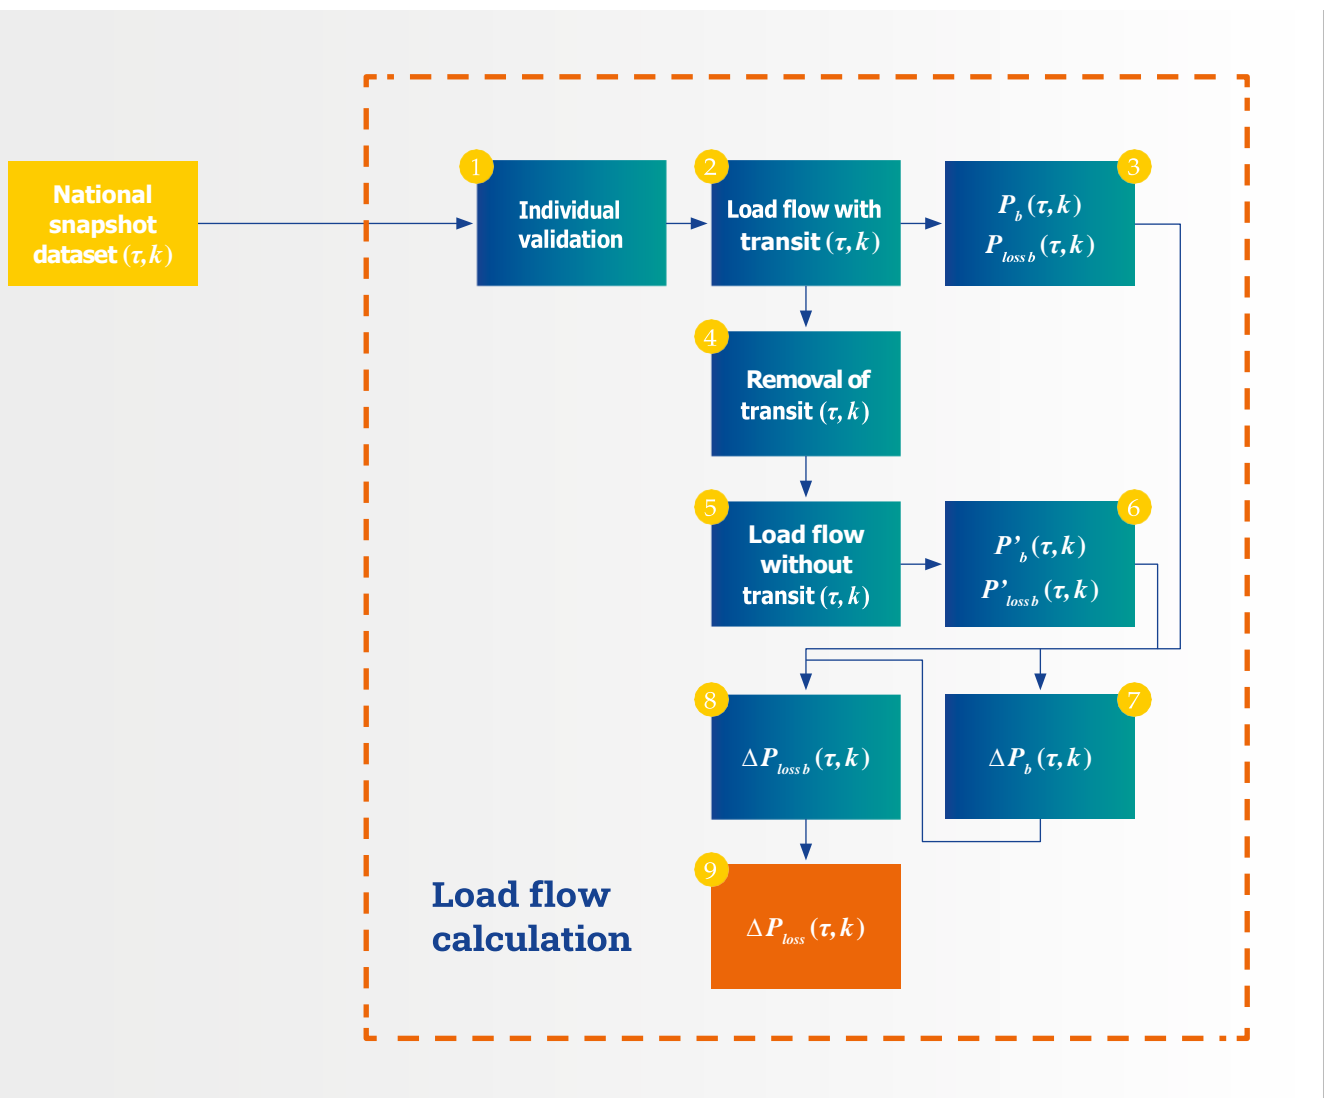 National
snapshot
dataset (τ, k)
1
Individual
validation
2
Load flow with
transit (τ, k)
3
P_b (τ, k)
P_loss b (τ, k)
4
Removal of
transit (τ, k)
5
Load flow
without
transit (τ, k)
6
P’_b (τ, k)
P’_loss b (τ, k)
8
ΔP_loss b (τ, k)
7
ΔP_b (τ, k)
9
ΔP_loss (τ, k)
Load flow
calculation